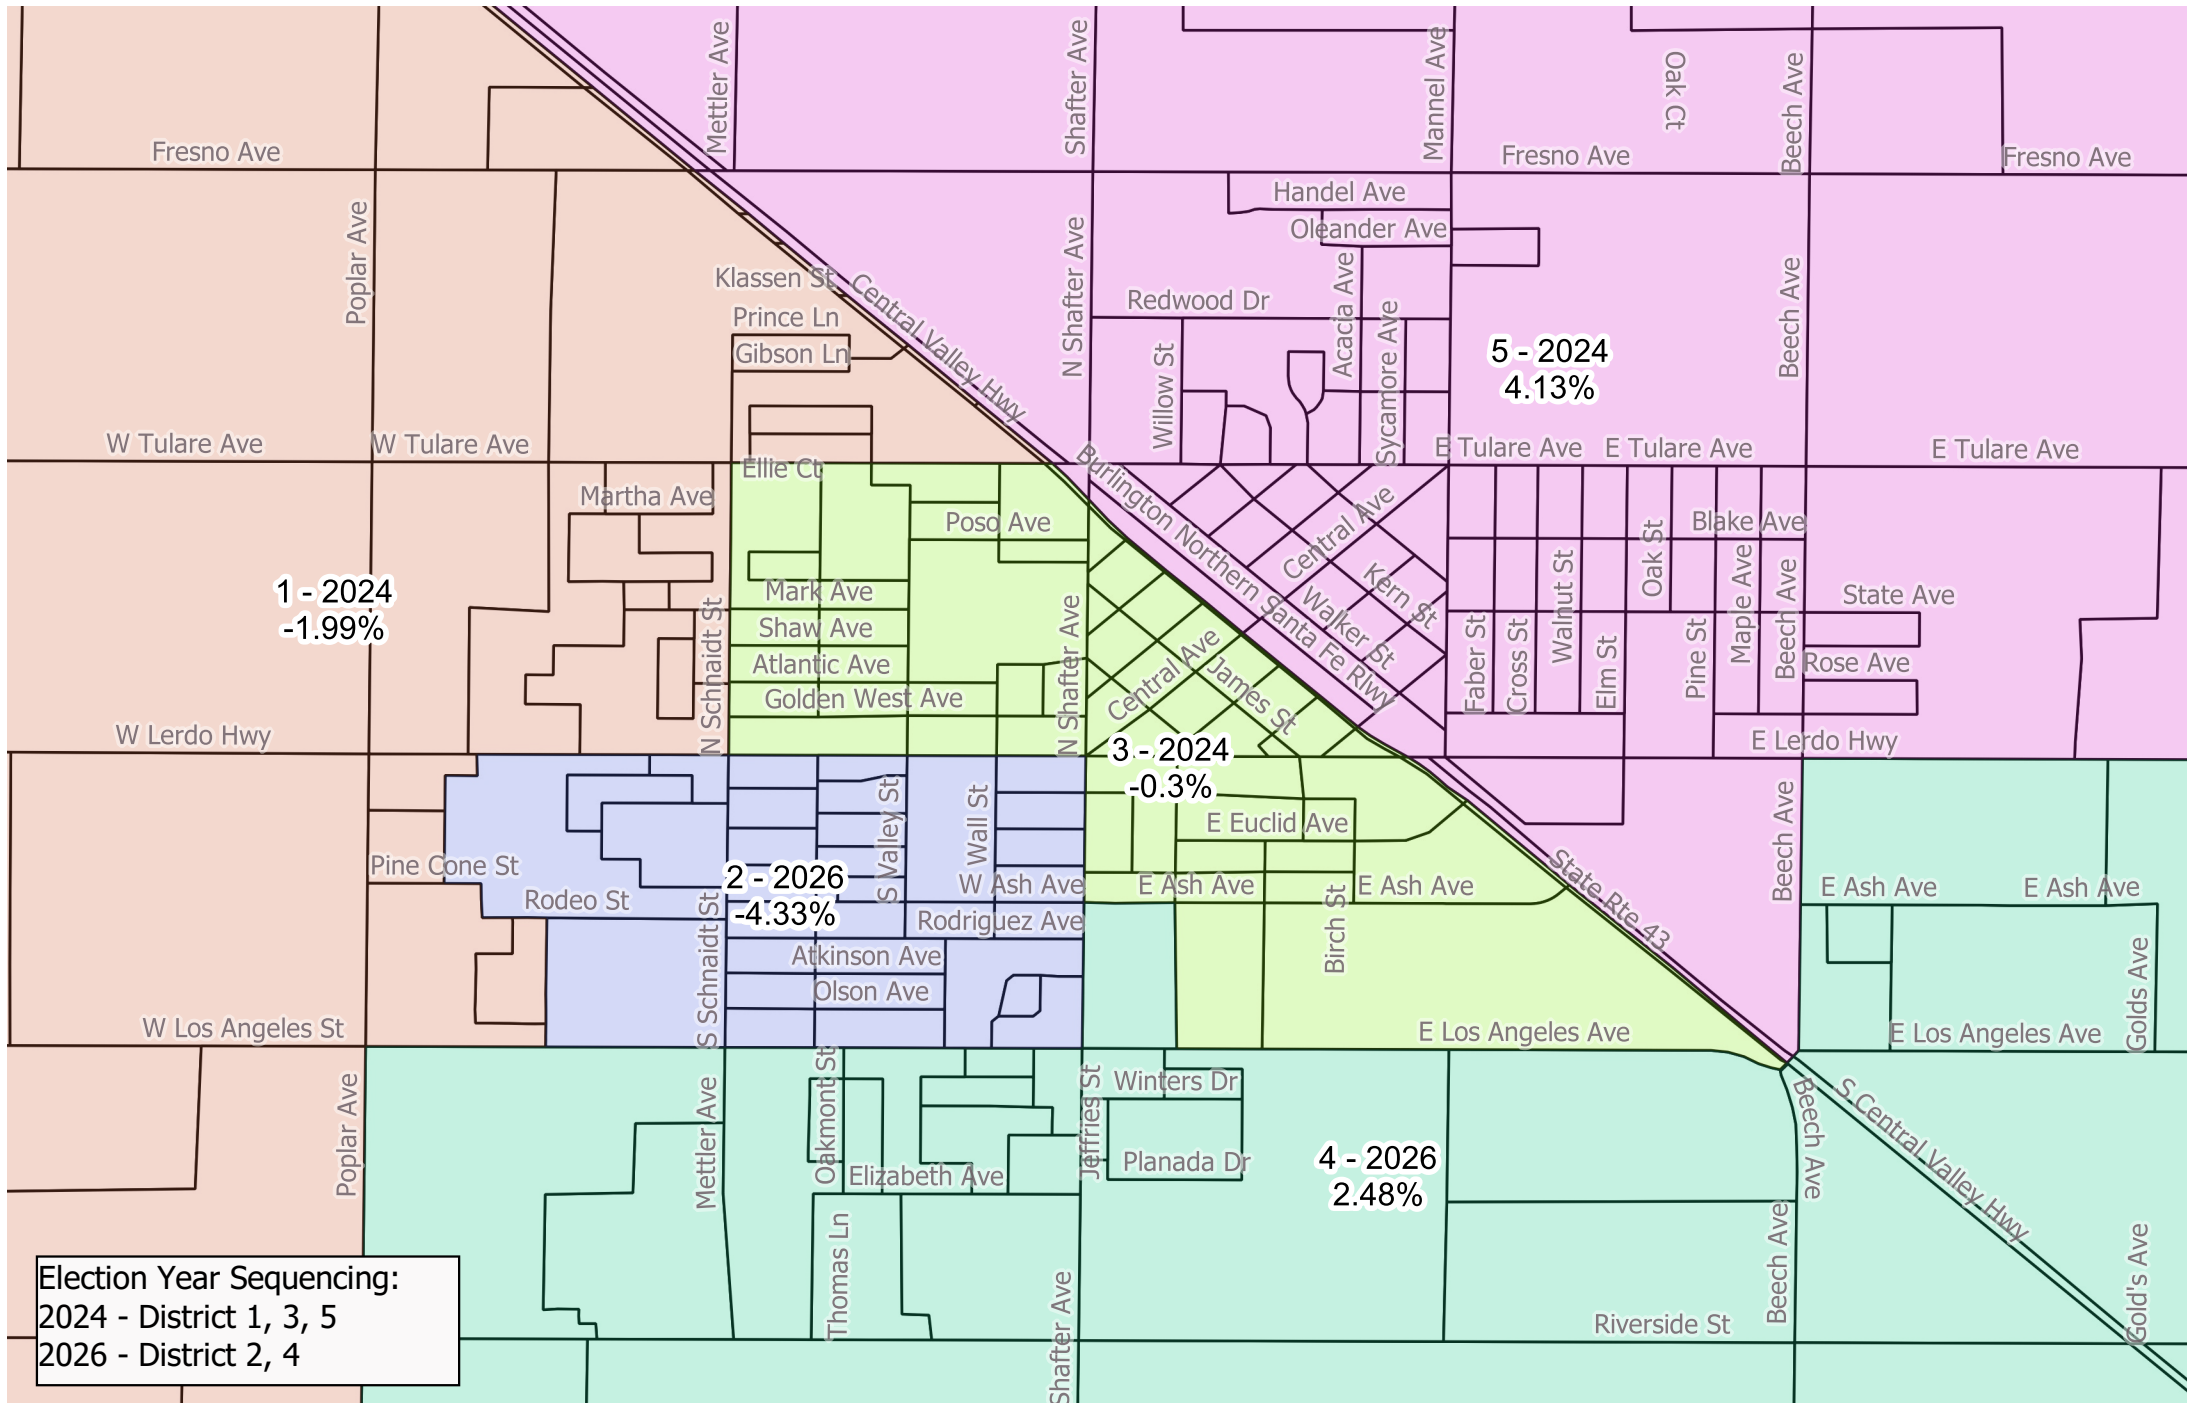 Mettler Ave
Shafter Ave
Mannel Ave
Oak Ct
Beech Ave
Fresno Ave
Fresno Ave
Fresno Ave
Handel Ave
Oleander Ave
Poplar Ave
N Shafter Ave
Acacia Ave
Beech Ave
Klassen St
Central Valley Hwy
Redwood Dr
Prince Ln
Gibson Ln
Willow St
Sycamore Ave
5 - 2024
4.13%
W Tulare Ave
W Tulare Ave
E Tulare Ave
E Tulare Ave
E Tulare Ave
Ellie Ct
Burlington Northern Santa Fe Rlwy
Martha Ave
Poso Ave
Central Ave
Blake Ave
Oak St
1 - 2024
-1.99%
Mark Ave
Kern St
Walnut St
Maple Ave
Beech Ave
State Ave
Shaw Ave
N Schnaidt St
N Shafter Ave
Walker St
Faber St
Cross St
Elm St
Pine St
Atlantic Ave
Central Ave
James St
Rose Ave
Golden West Ave
W Lerdo Hwy
3 - 2024
-0.3%
E Lerdo Hwy
S Valley St
Wall St
E Euclid Ave
Beech Ave
Pine Cone St
2 - 2026
-4.33%
State Rte 43
W Ash Ave
E Ash Ave
E Ash Ave
E Ash Ave
E Ash Ave
Rodeo St
Rodriguez Ave
Birch St
S Schnaidt St
Atkinson Ave
Golds Ave
Olson Ave
W Los Angeles St
E Los Angeles Ave
E Los Angeles Ave
Poplar Ave
Mettler Ave
Oakmont St
Jeffries St
Winters Dr
Beech Ave
S Central Valley Hwy
Elizabeth Ave
Planada Dr
4 - 2026
2.48%
Thomas Ln
Shafter Ave
Beech Ave
Gold's Ave
Riverside St
Election Year Sequencing:
2024 - District 1, 3, 5
2026 - District 2, 4